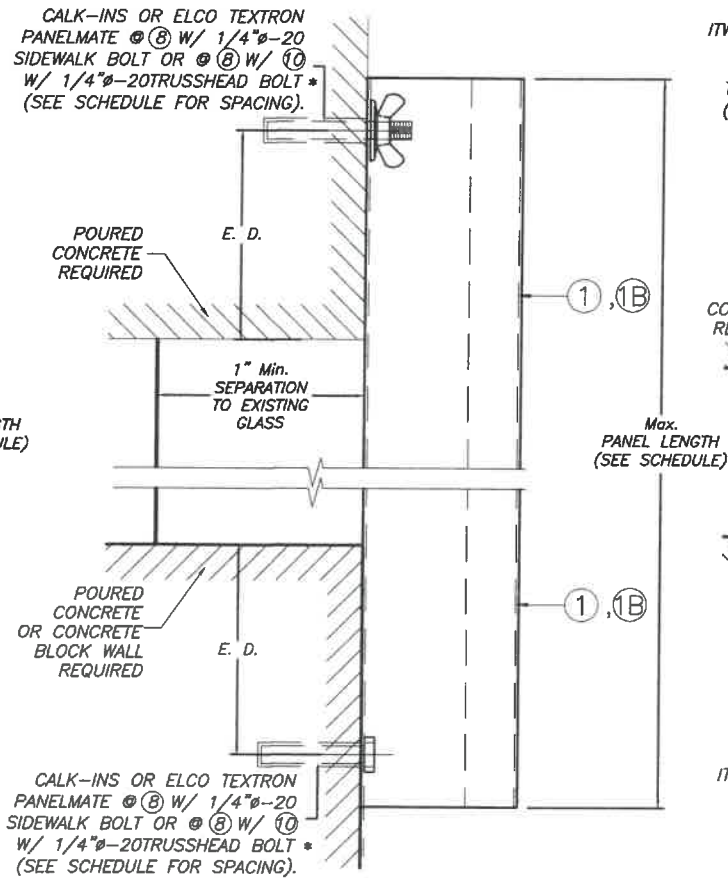 CALK-INS OR ELCO TEXTRON
PANELMATE @ 8 W/ 1/4"ø-20
SIDEWALK BOLT OR @ 8 W/ 10
W/ 1/4"ø-20TRUSSHEAD BOLT *
(SEE SCHEDULE FOR SPACING).
POURED
CONCRETE
REQUIRED
E. D.
1" Min.
SEPARATION
TO EXISTING
GLASS
1 ,1B
Max.
PANEL LENGTH
(SEE SCHEDULE)
POURED
CONCRETE
OR CONCRETE
BLOCK WALL
REQUIRED
E. D.
1 ,1B
CALK-INS OR ELCO TEXTRON
PANELMATE @ 8 W/ 1/4"ø-20
SIDEWALK BOLT OR @ 8 W/ 10
W/ 1/4"ø-20TRUSSHEAD BOLT *
(SEE SCHEDULE FOR SPACING).